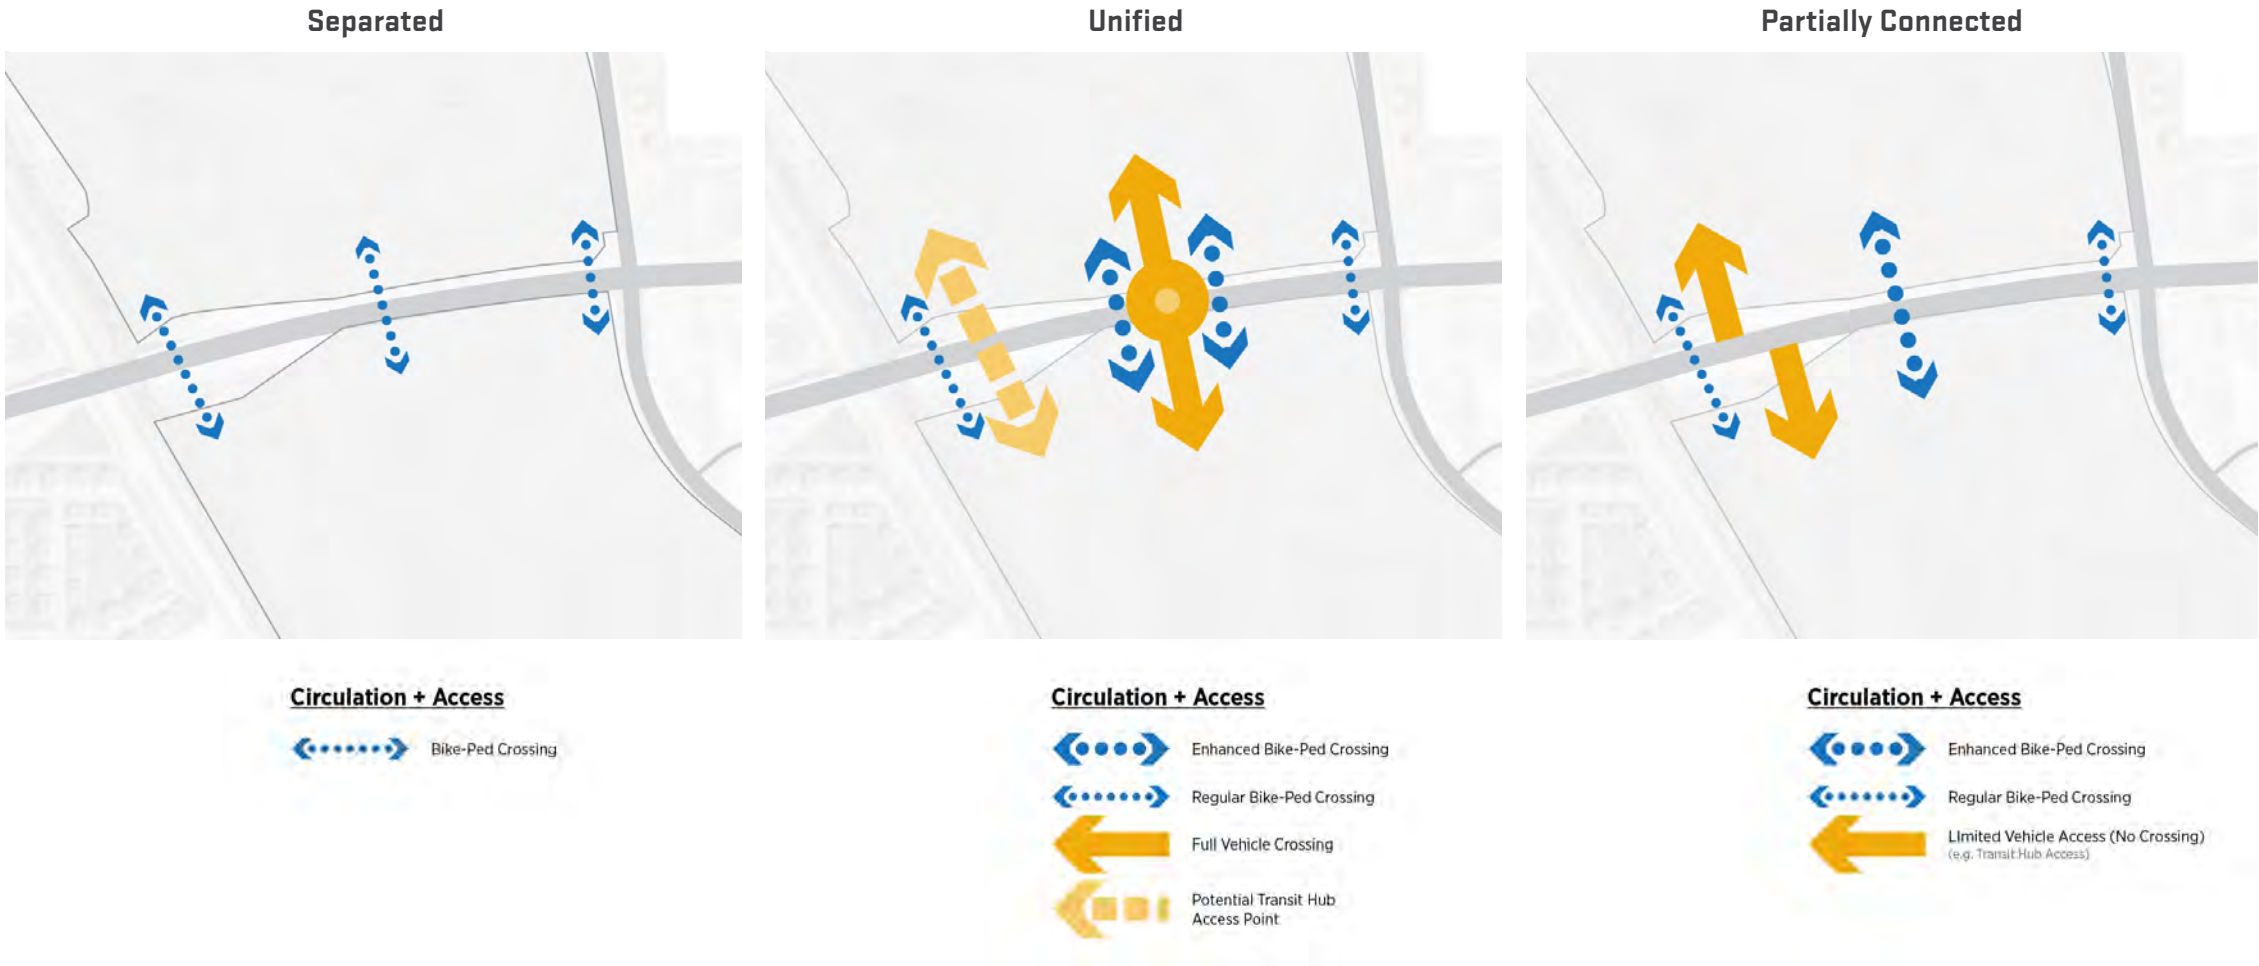 Separated
Unified
Partially Connected
Circulation + Access
Bike-Ped Crossing
Circulation + Access
Enhanced Bike-Ped Crossing
Regular Bike-Ped Crossing
Full Vehicle Crossing
Potential Transit Hub
Access Point
Circulation + Access
Enhanced Bike-Ped Crossing
Regular Bike-Ped Crossing
LImited Vehicle Access (No Crossing)
(e.g. Transit Hub Access)